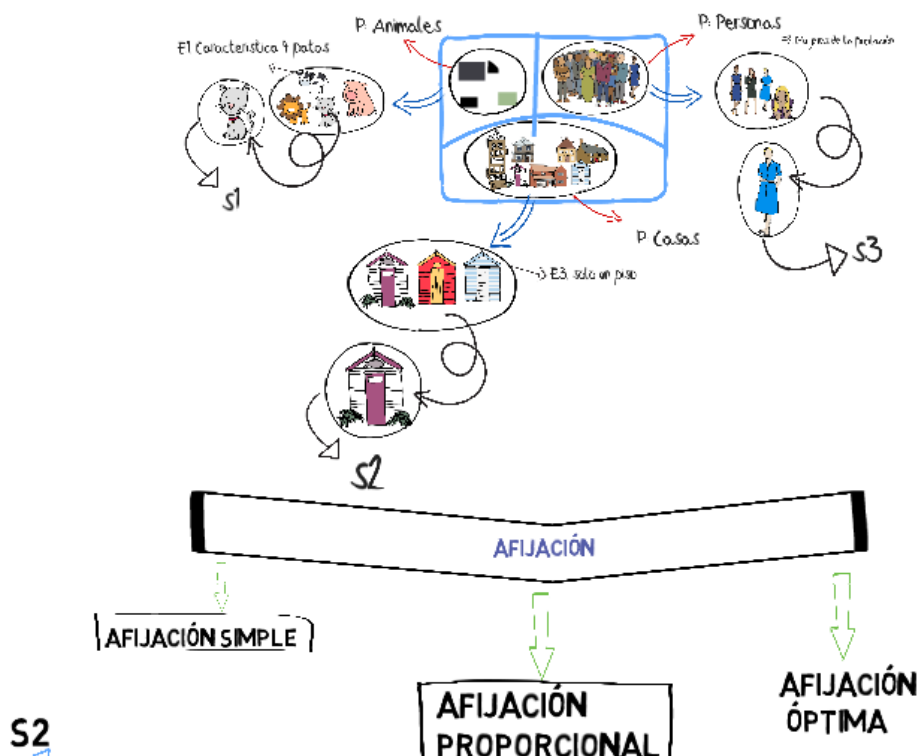 P. Animales
P. Personas
E1 Caracteristica 4 patas
S1
P. Casas
S3
E3, solo un piso
S2
AFIJACIÓN
AFIJACIÓN SIMPLE
AFIJACIÓN
PROPORCIONAL
AFIJACIÓN
ÓPTIMA
S2